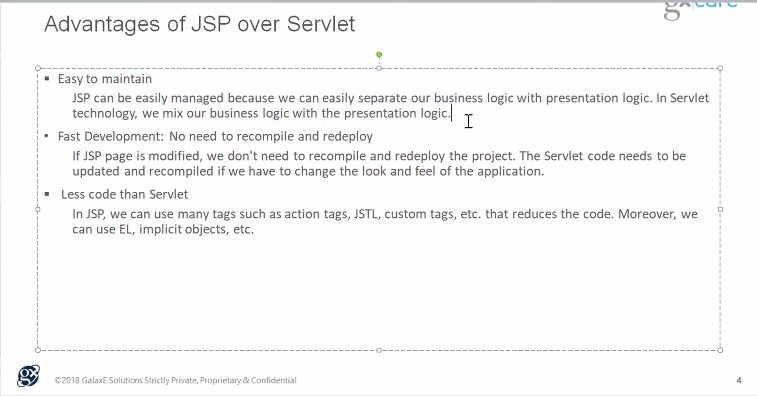 Advantages of JSP over Servlet
Easy to maintain
JSP can be easily managed because we can easily separate our business logic with presentation logic. In Servlet
technology, we mix our business logic with the presentation logic.
Fast Development: No need to recompile and redeploy
If JSP page is modified, we don't need to recompile and redeploy the project. The Servlet code needs to be
updated and recompiled if we have to change the look and feel of the application.
Less code than Servlet
In JSP, we can use many tags such as action tags, JSTL, custom tags, etc. that reduces the code. Moreover, we
can use EL, implicit objects, etc.
gx
©2018 GalaxE.Solutions Strictly Private, Proprietary & Confidential
4